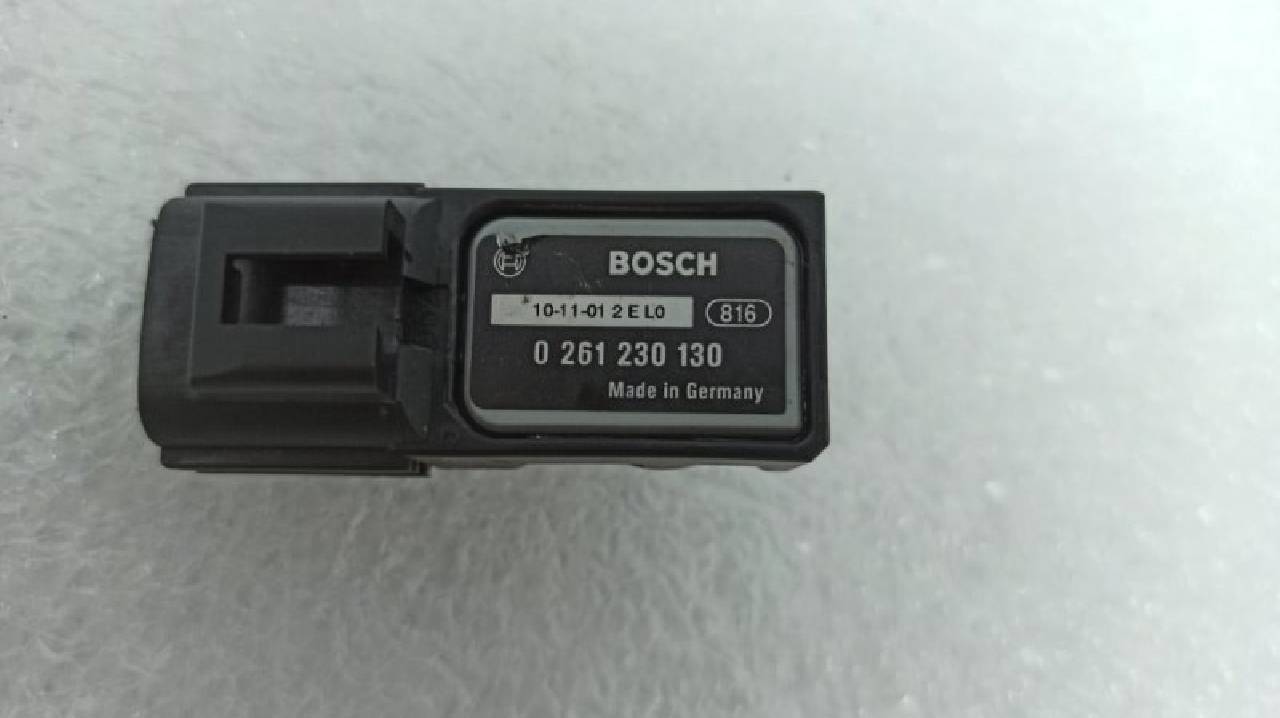 BOSCH
10-11-01 2 E L0 816
0 261 230 130
Made in Germany